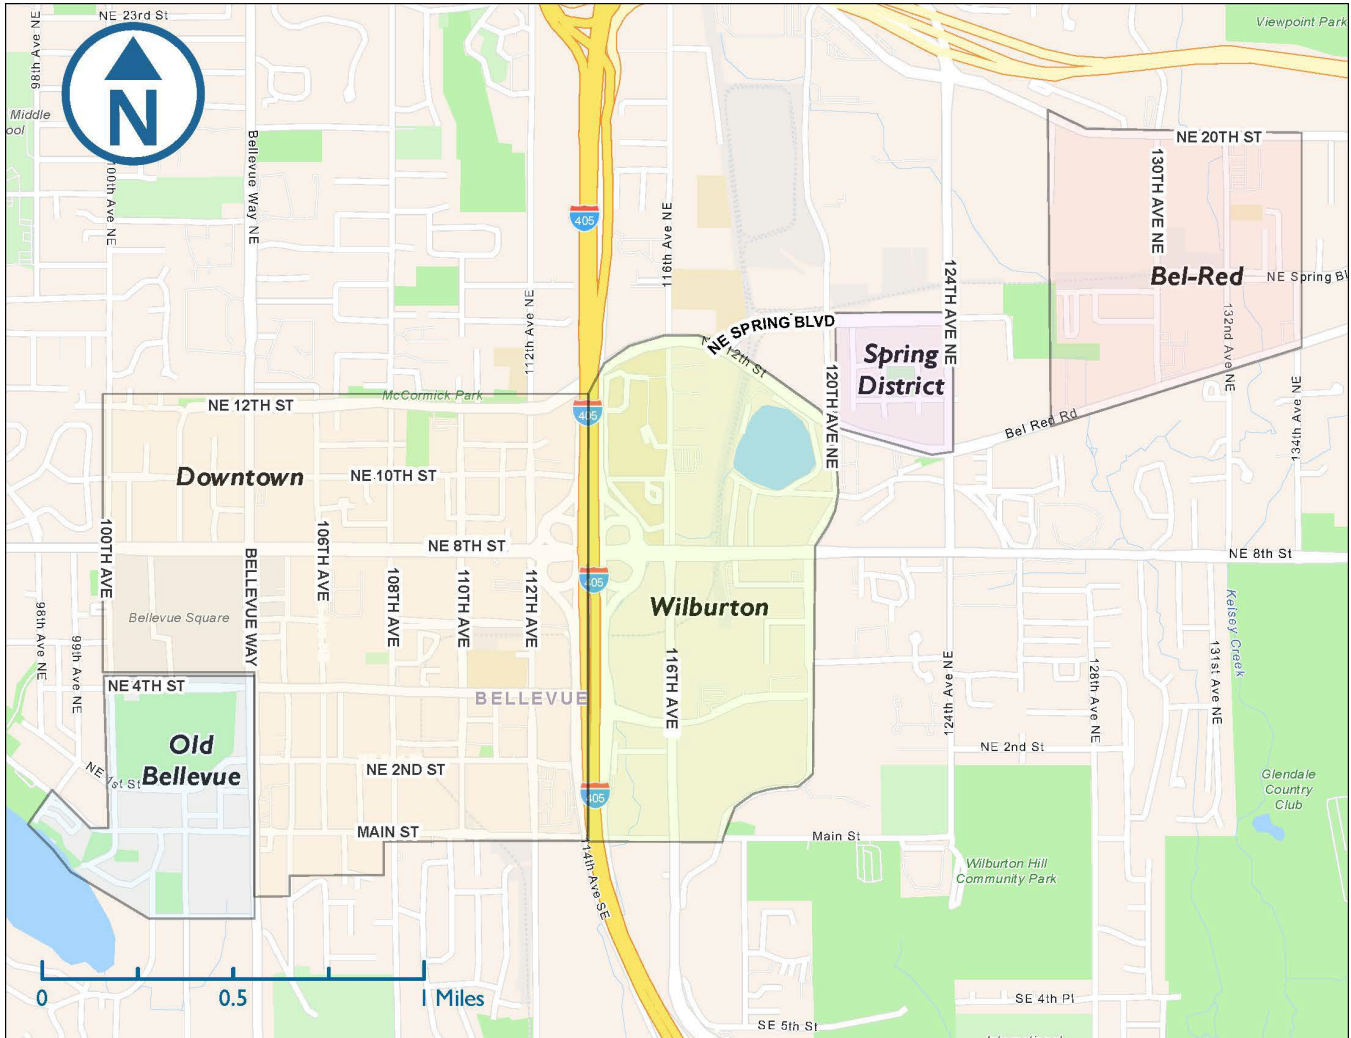 NE 23rd St
98th Ave NE
Viewpoint Park
Middle
ool
N
100th Ave NE
Bellevue Way NE
NE 20TH ST
130TH AVE NE
405
116th Ave NE
124TH AVE NE
Bel-Red
NE Spring Bl
132nd Ave NE
112th Ave NE
NE SPRING BLVD
12th St
Spring
District
120TH AVE NE
134th Ave NE
McCormick Park
NE 12TH ST
405
Bel Red Rd
Downtown
NE 10TH ST
100TH AVE
106TH AVE
NE 8TH ST
NE 8th St
BELLEVUE WAY
108TH AVE
110TH AVE
112TH AVE
405
Wilburton
98th Ave NE
99th Ave NE
Bellevue Square
Kelsey Creek
116TH AVE
124th Ave NE
128th Ave NE
131st Ave NE
NE 4TH ST
BELLEVUE
Old
Bellevue
NE 1st St
NE 2ND ST
NE 2nd St
405
Glendale
Country
Club
MAIN ST
Main St
114th Ave SE
Wilburton Hill
Community Park
0
0.5
1 Miles
SE 4th Pl
SE 5th St